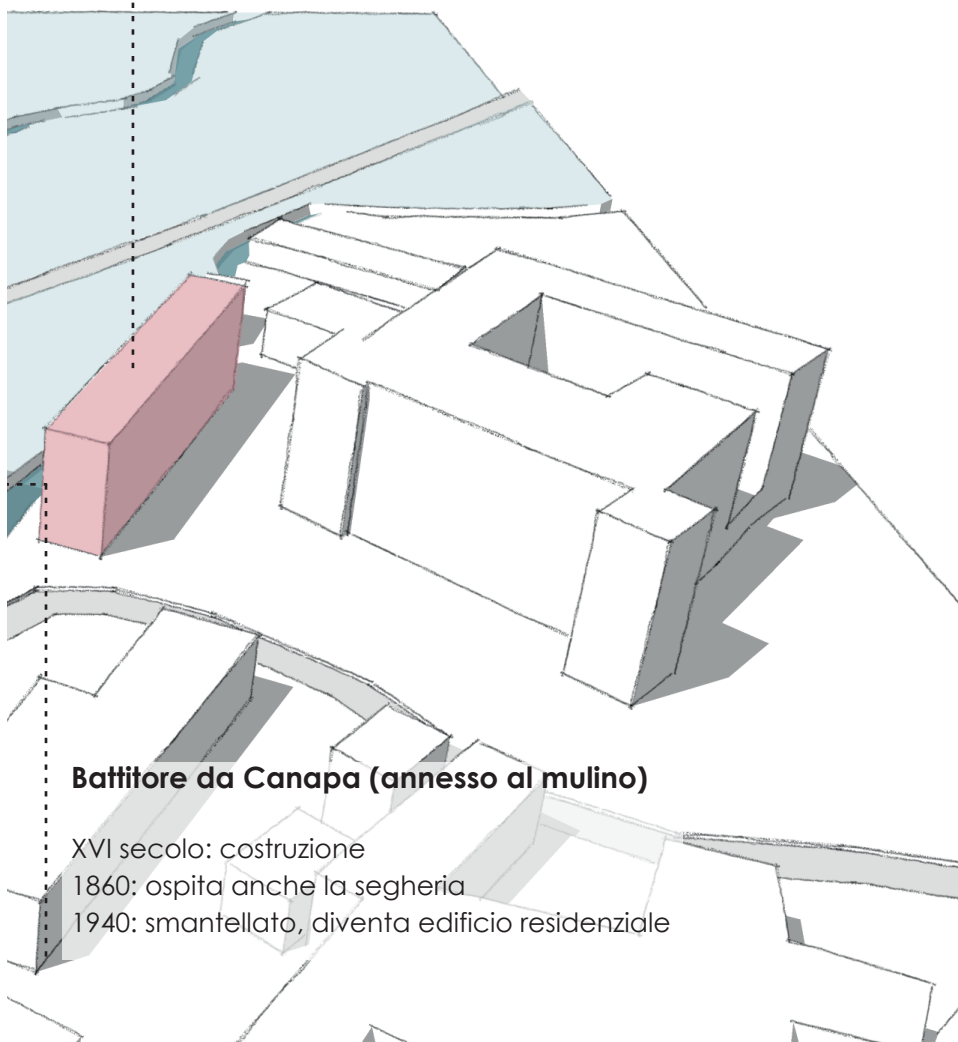 Battitore da Canapa (annesso al mulino)
XVI secolo: costruzione
1860: ospita anche la segheria
1940: smantellato, diventa edificio residenziale